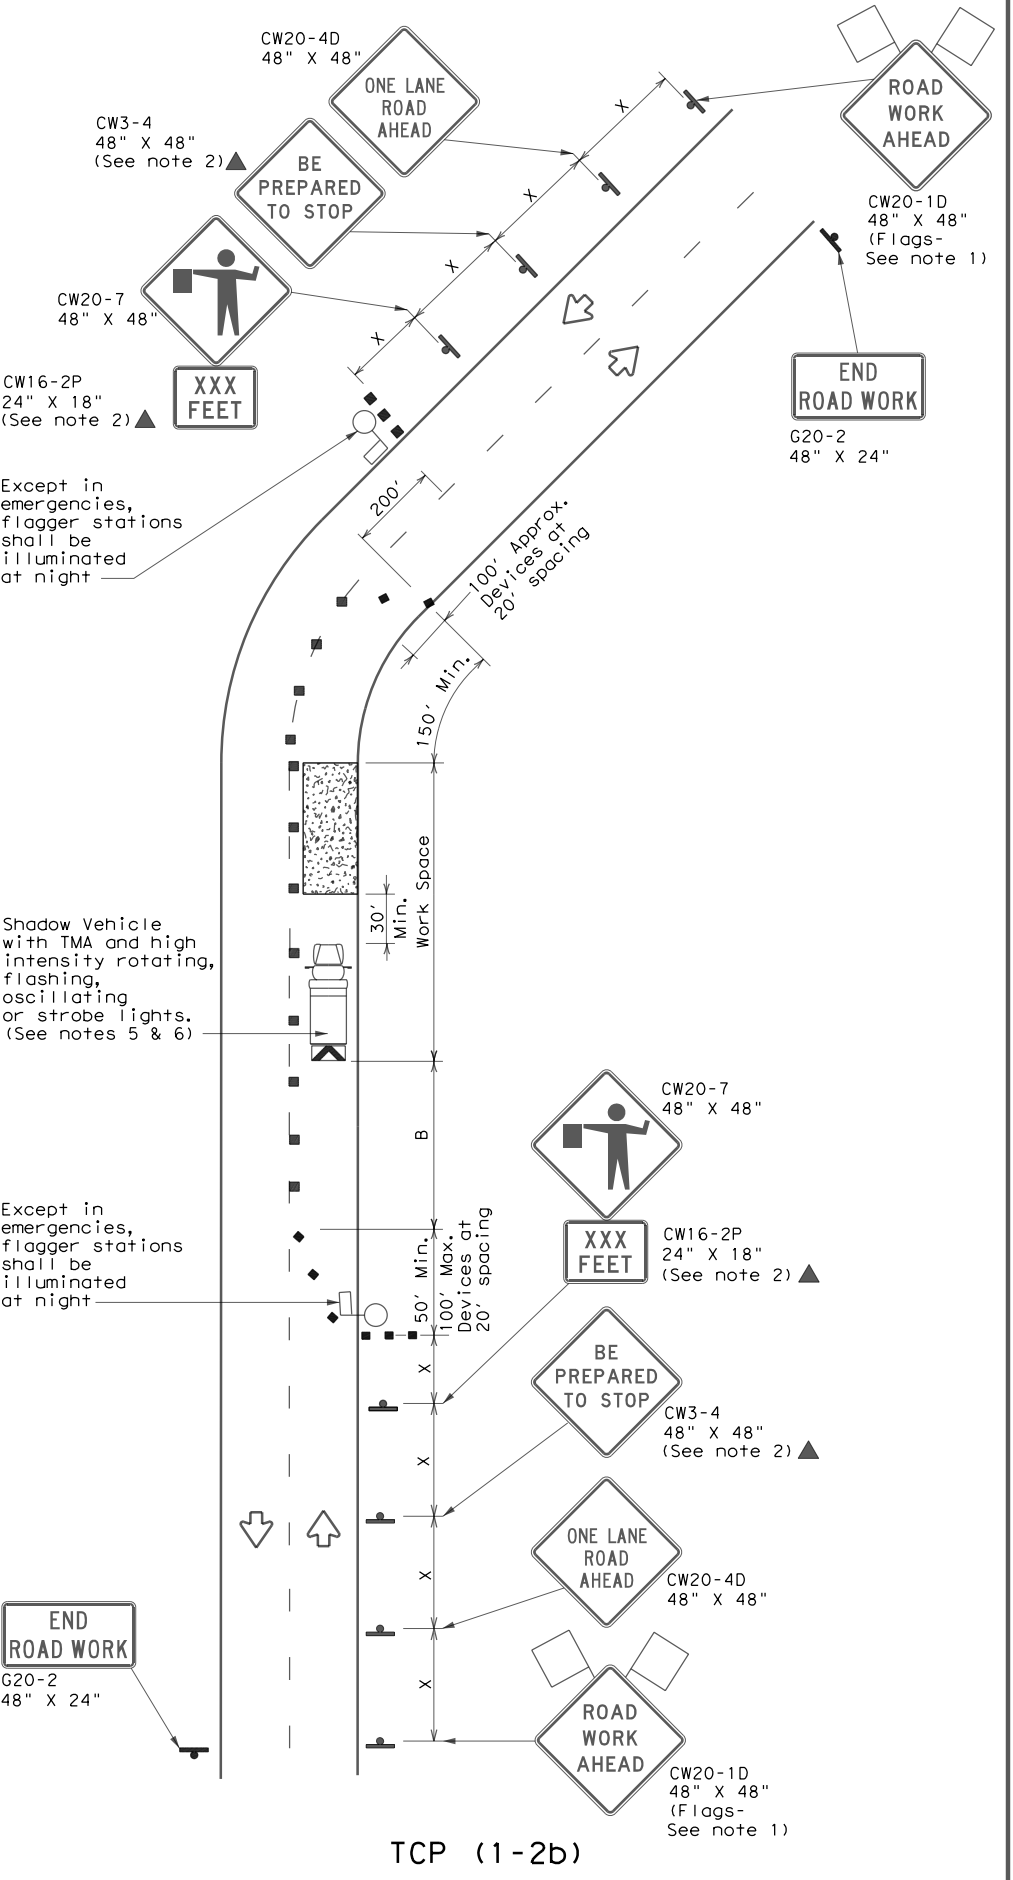 CW20-4D
48" X 48"
ONE LANE
ROAD
AHEAD
ROAD
WORK
AHEAD
CW20-1D
48" X 48"
(Flags-
See note 1)
CW3-4
48" X 48"
(See note 2)
BE
PREPARED
TO STOP
CW20-7
48" X 48"
CW16-2P
24" X 18"
(See note 2)
XXX
FEET
X
X
X
X
END
ROAD WORK
G20-2
48" X 24"
Except in
emergencies,
flagger stations
shall be
illuminated
at night
200'
100' Approx.
Devices at
20' spacing
150' Min.
Work Space
30'
Min.
Shadow Vehicle
with TMA and high
intensity rotating,
flashing,
oscillating
or strobe lights.
(See notes 5 & 6)
B
CW20-7
48" X 48"
XXX
FEET
CW16-2P
24" X 18"
(See note 2)
Except in
emergencies,
flagger stations
shall be
illuminated
at night
50' Min.
100' Max.
Devices at
20' spacing
X
X
X
X
BE
PREPARED
TO STOP
CW3-4
48" X 48"
(See note 2)
ONE LANE
ROAD
AHEAD
CW20-4D
48" X 48"
END
ROAD WORK
G20-2
48" X 24"
ROAD
WORK
AHEAD
CW20-1D
48" X 48"
(Flags-
See note 1)
TCP (1-2b)